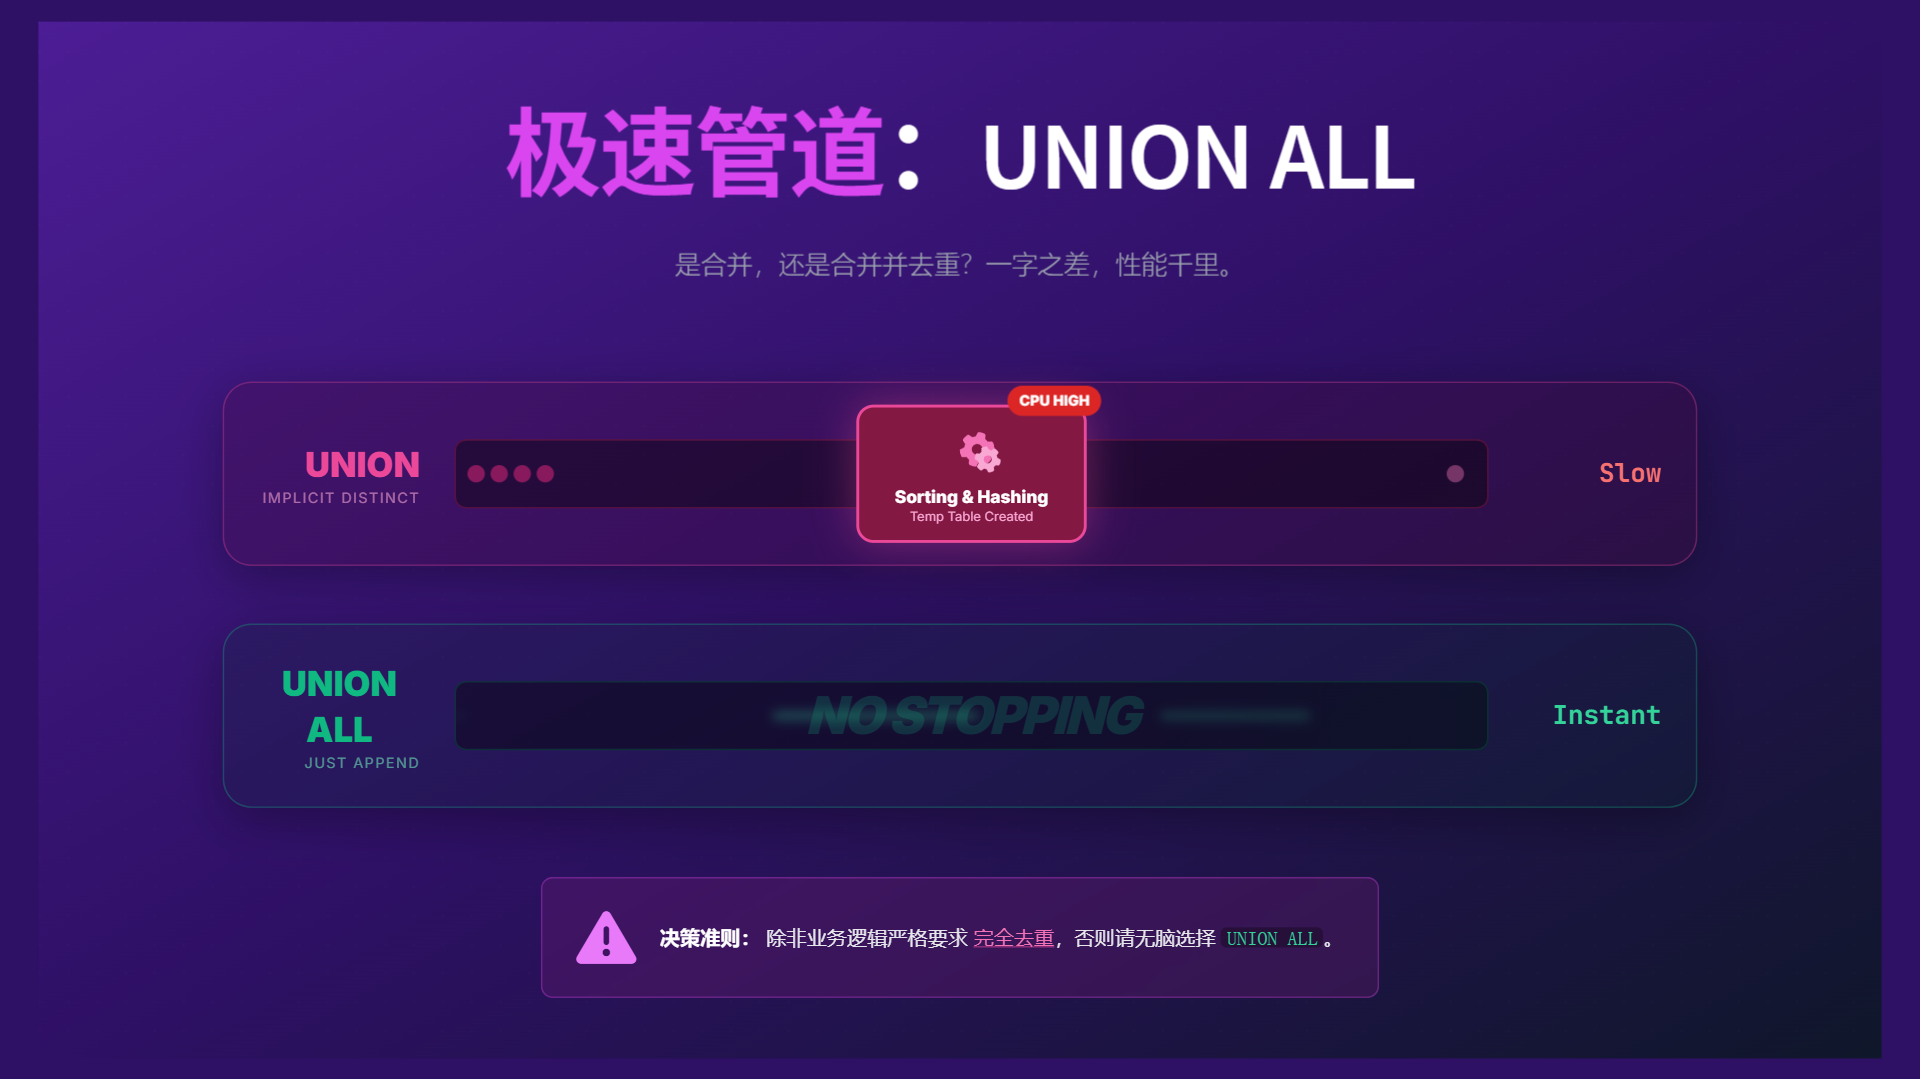 极速管道：UNION ALL
是合并，还是合并并去重？一字之差，性能千里。
CPU HIGH
UNION
IMPLICIT DISTINCT
Sorting & Hashing
Temp Table Created
Slow
UNION
ALL
JUST APPEND
NO STOPPING
Instant
决策准则： 除非业务逻辑严格要求 完全去重，否则请无脑选择 UNION ALL。